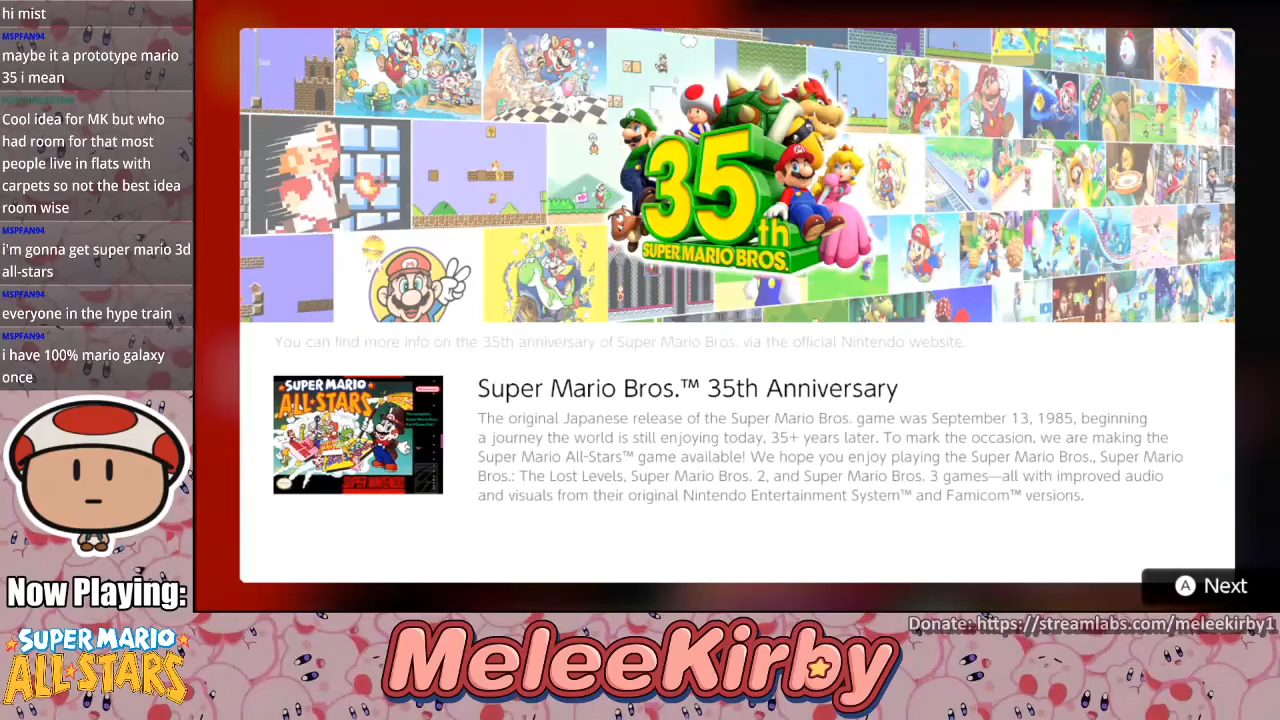 hi mist
MSPFAN94
maybe it a prototype mario
35 i mean
Cool idea for MK but who
had room for that most
people live in flats with
carpets so not the best idea
room wise
MSPFAN94
i'm gonna get super mario 3d
all-stars
MSPFAN94
everyone in the hype train
MSPFAN94
i have 100% mario galaxy
once
Now Playing:
SUPER MARIO
ALL★STARS
35th
SUPER MARIO BROS.
You can find more info on the 35th anniversary of Super Mario Bros. via the official Nintendo website.
SUPER MARIO
ALL-STARS
SUPER NINTENDO
Super Mario Bros.™ 35th Anniversary
The original Japanese release of the Super Mario Bros. game was September 13, 1985, beginning
a journey the world is still enjoying today, 35+ years later. To mark the occasion, we are making the
Super Mario All-Stars™ game available! We hope you enjoy playing the Super Mario Bros., Super Mario
Bros.: The Lost Levels, Super Mario Bros. 2, and Super Mario Bros. 3 games—all with improved audio
and visuals from their original Nintendo Entertainment System™ and Famicom™ versions.
A Next
Donate: https://streamlabs.com/meleekirby1
MeleeKirby